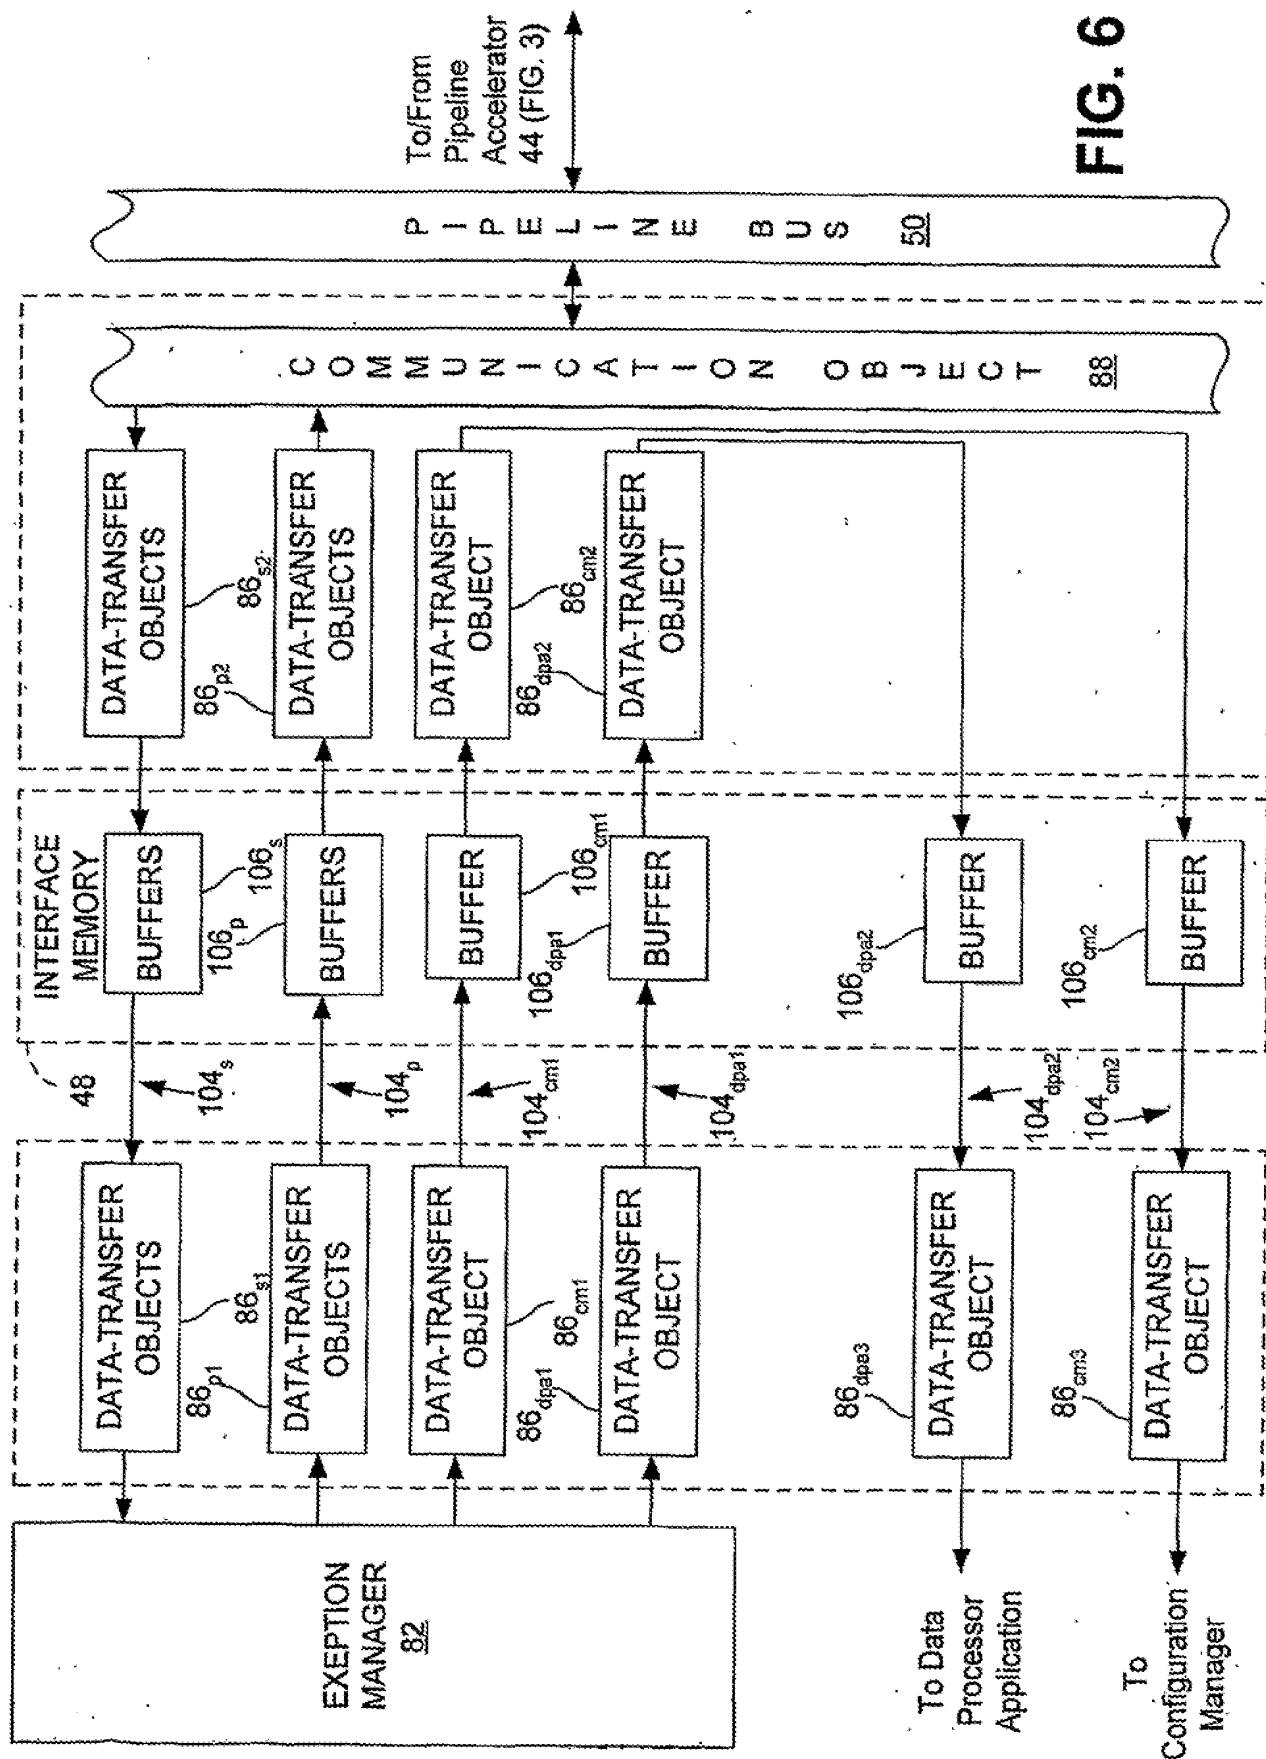 EXEPTION
MANAGER
82
DATA-TRANSFER
OBJECTS
86s1
86p1
DATA-TRANSFER
OBJECTS
DATA-TRANSFER
OBJECT
86cm1
86dpa1
DATA-TRANSFER
OBJECT
To Data
Processor
Application
86dpa3
DATA-TRANSFER
OBJECT
To
Configuration
Manager
86cm3
DATA-TRANSFER
OBJECT
48
104s
104p
104cm1
104dpa1
104dpa2
104cm2
INTERFACE
MEMORY
BUFFERS
106s
106p
BUFFERS
BUFFER
106cm1
106dpa1
BUFFER
106dpa2
BUFFER
106cm2
BUFFER
DATA-TRANSFER
OBJECTS
86s2
86p2
DATA-TRANSFER
OBJECTS
DATA-TRANSFER
OBJECT
86cm2
86dpa2
DATA-TRANSFER
OBJECT
COMMUNICATION OBJECT
88
PIPELINE BUS
50
To/From
Pipeline
Accelerator
44 (FIG. 3)
FIG. 6